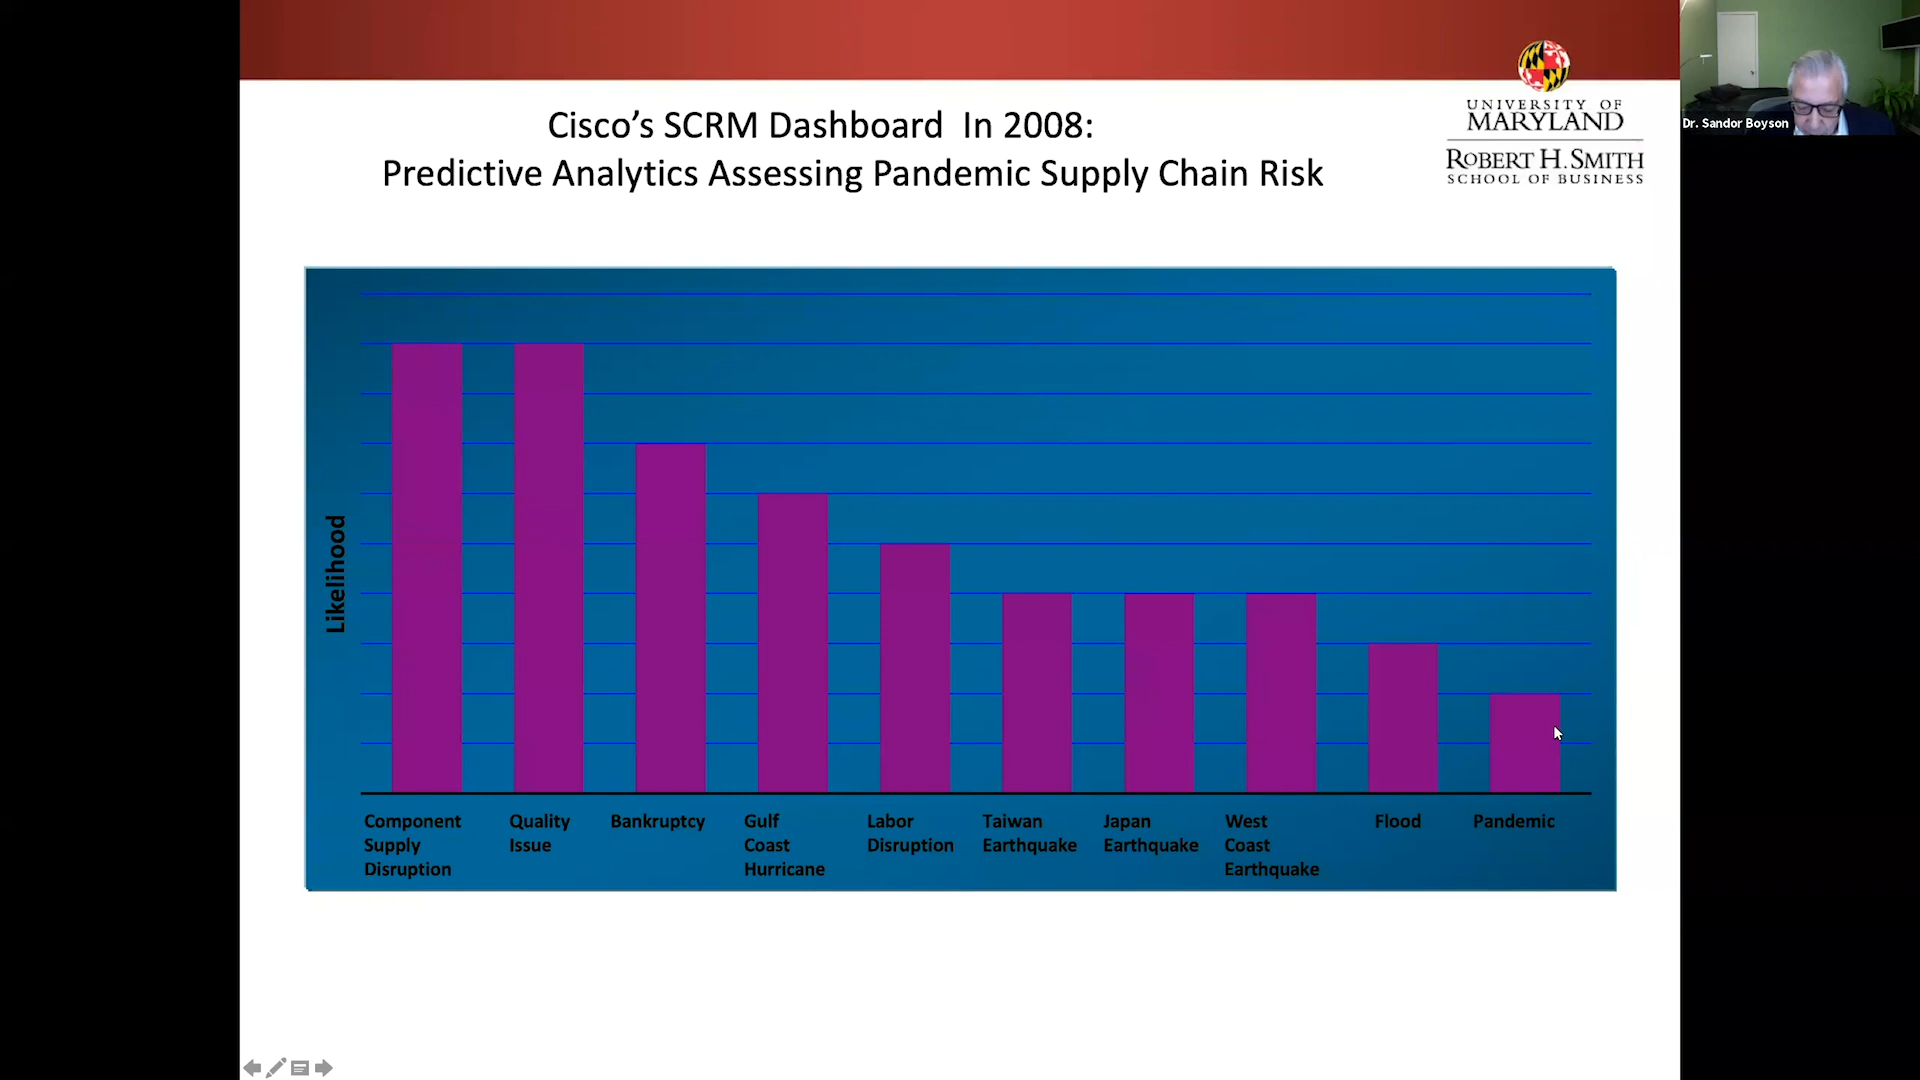 Cisco's SCRM Dashboard In 2008:
Predictive Analytics Assessing Pandemic Supply Chain Risk
UNIVERSITY OF
MARYLAND
ROBERT H. SMITH
SCHOOL OF BUSINESS
Dr. Sandor Boyson
Likelihood
Component
Supply
Disruption
Quality
Issue
Bankruptcy
Gulf
Coast
Hurricane
Labor
Disruption
Taiwan
Earthquake
Japan
Earthquake
West
Coast
Earthquake
Flood
Pandemic